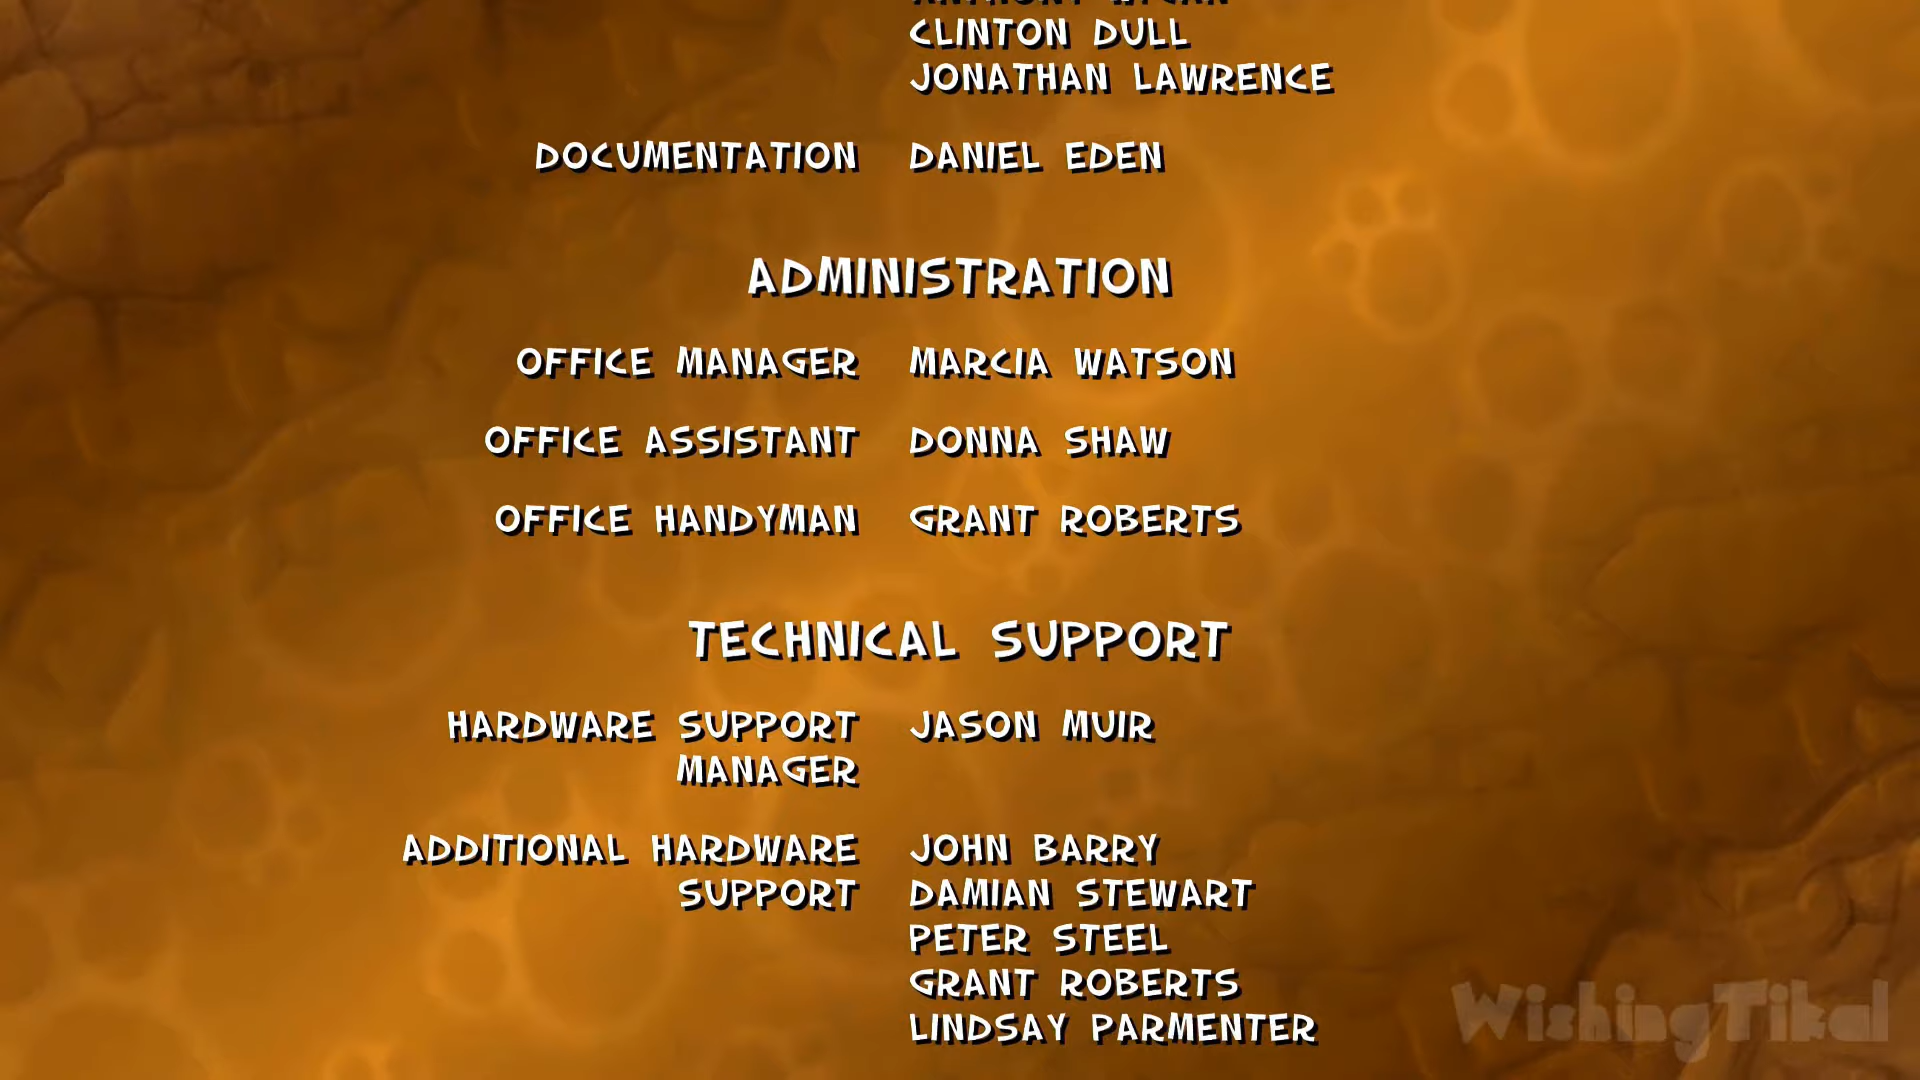 CLINTON DULL
JONATHAN LAWRENCE
DOCUMENTATION DANIEL EDEN
ADMINISTRATION
OFFICE MANAGER MARCIA WATSON
OFFICE ASSISTANT DONNA SHAW
OFFICE HANDYMAN GRANT ROBERTS
TECHNICAL SUPPORT
HARDWARE SUPPORT JASON MUIR
MANAGER
ADDITIONAL HARDWARE JOHN BARRY
SUPPORT DAMIAN STEWART
PETER STEEL
GRANT ROBERTS
LINDSAY PARMENTER
WishingTikal